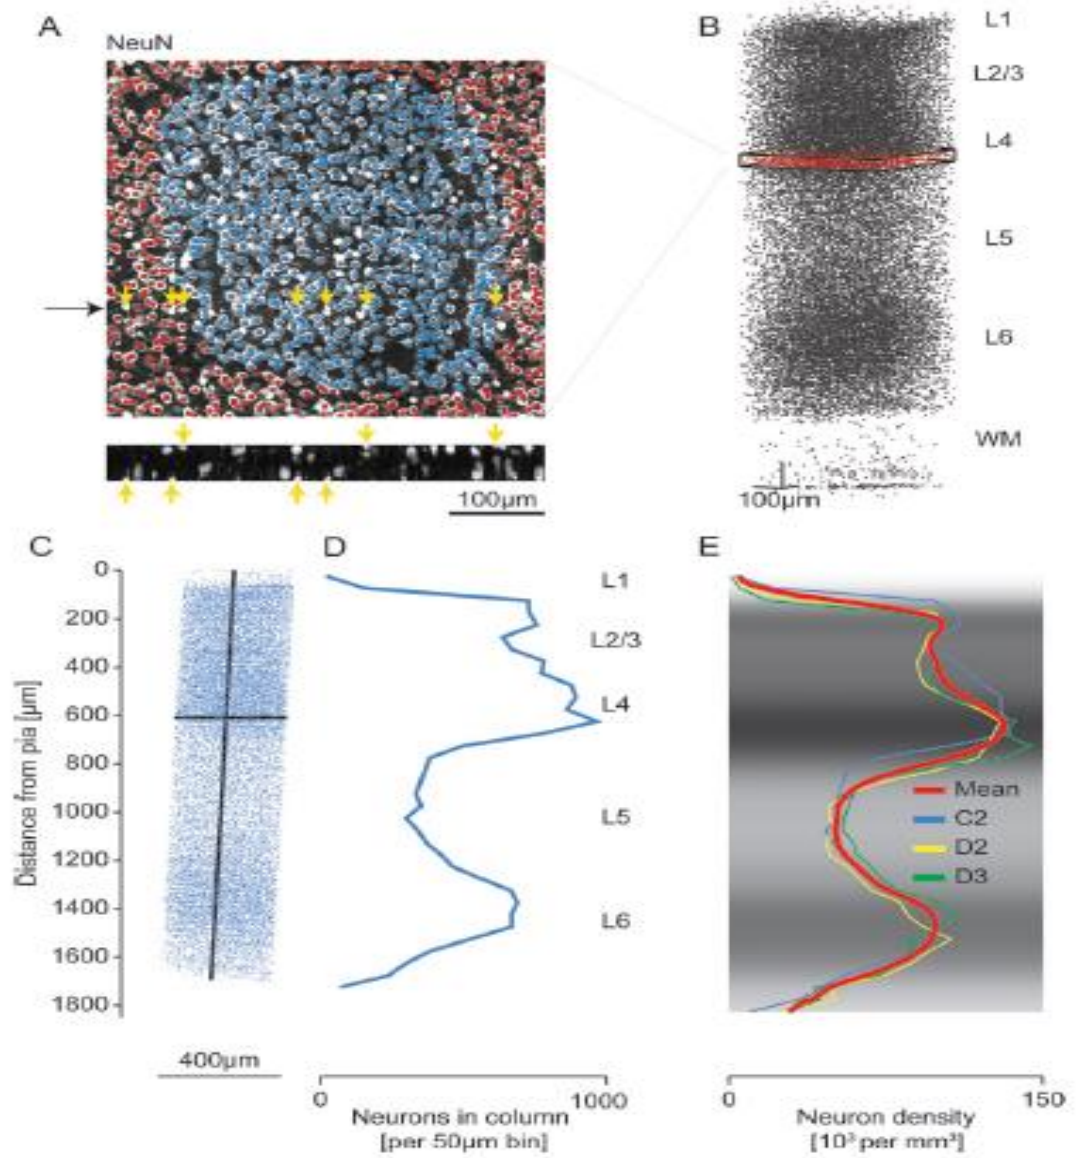 A
NeuN
100µm
B
L1
L2/3
L4
L5
L6
WM
100µm
C
Distance from pia [µm]
0
200
400
600
800
1000
1200
1400
1600
1800
400µm
D
L1
L2/3
L4
L5
L6
0
1000
Neurons in column
[per 50µm bin]
E
Mean
C2
D2
D3
0
150
Neuron density
[10³ per mm³]